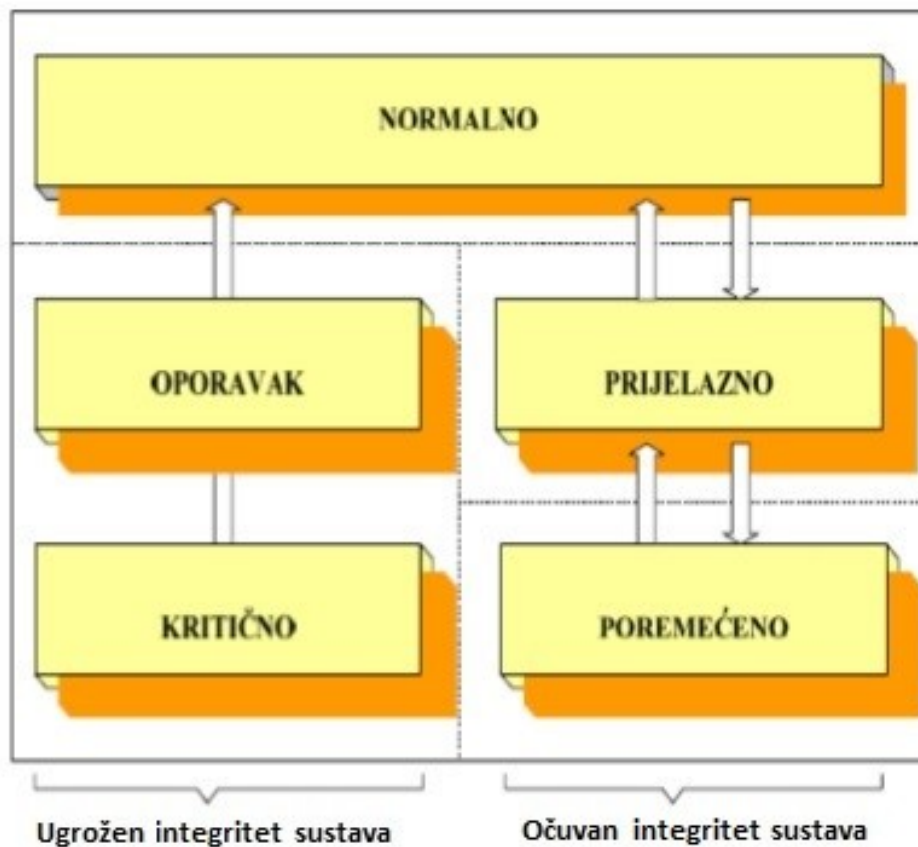 NORMALNO
OPORAVAK
PRIJELAZNO
KRITIČNO
POREMEĆENO
Ugrožen integritet sustava
Očuvan integritet sustava